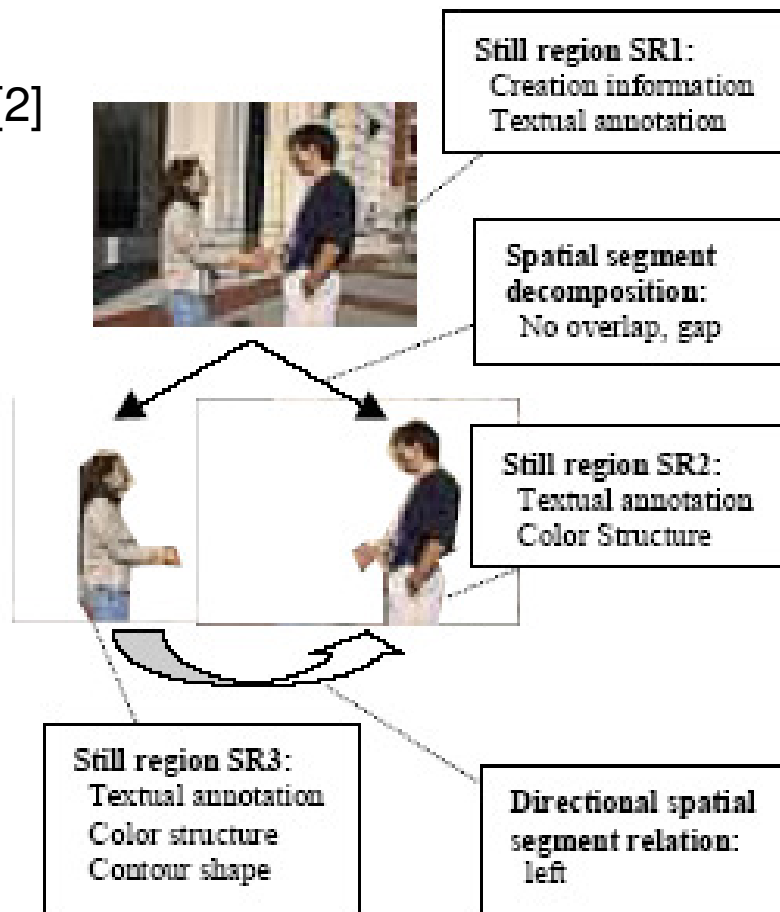 [2]
Still region SR1:
Creation information
Textual annotation
Spatial segment
decomposition:
No overlap, gap
Still region SR2:
Textual annotation
Color Structure
Still region SR3:
Textual annotation
Color structure
Contour shape
Directional spatial
segment relation:
left